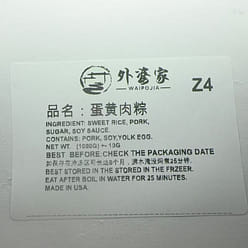 外婆家
WAIPOJIA
Z4
品名：蛋黄肉粽
INGREDIENT: SWEET RICE, PORK,
SUGAR, SOY SAUCE.
CONTAINS: PORK, SOY, YOLK EGG.
NET WT. (1080G)
BEST BEFORE: CHECK THE PACKAGING DATE
BEST STORED IN THE STORED IN THE FRZEER.
EAT AFTER BOIL IN WATER FOR 25 MINUTES.
MADE IN USA.